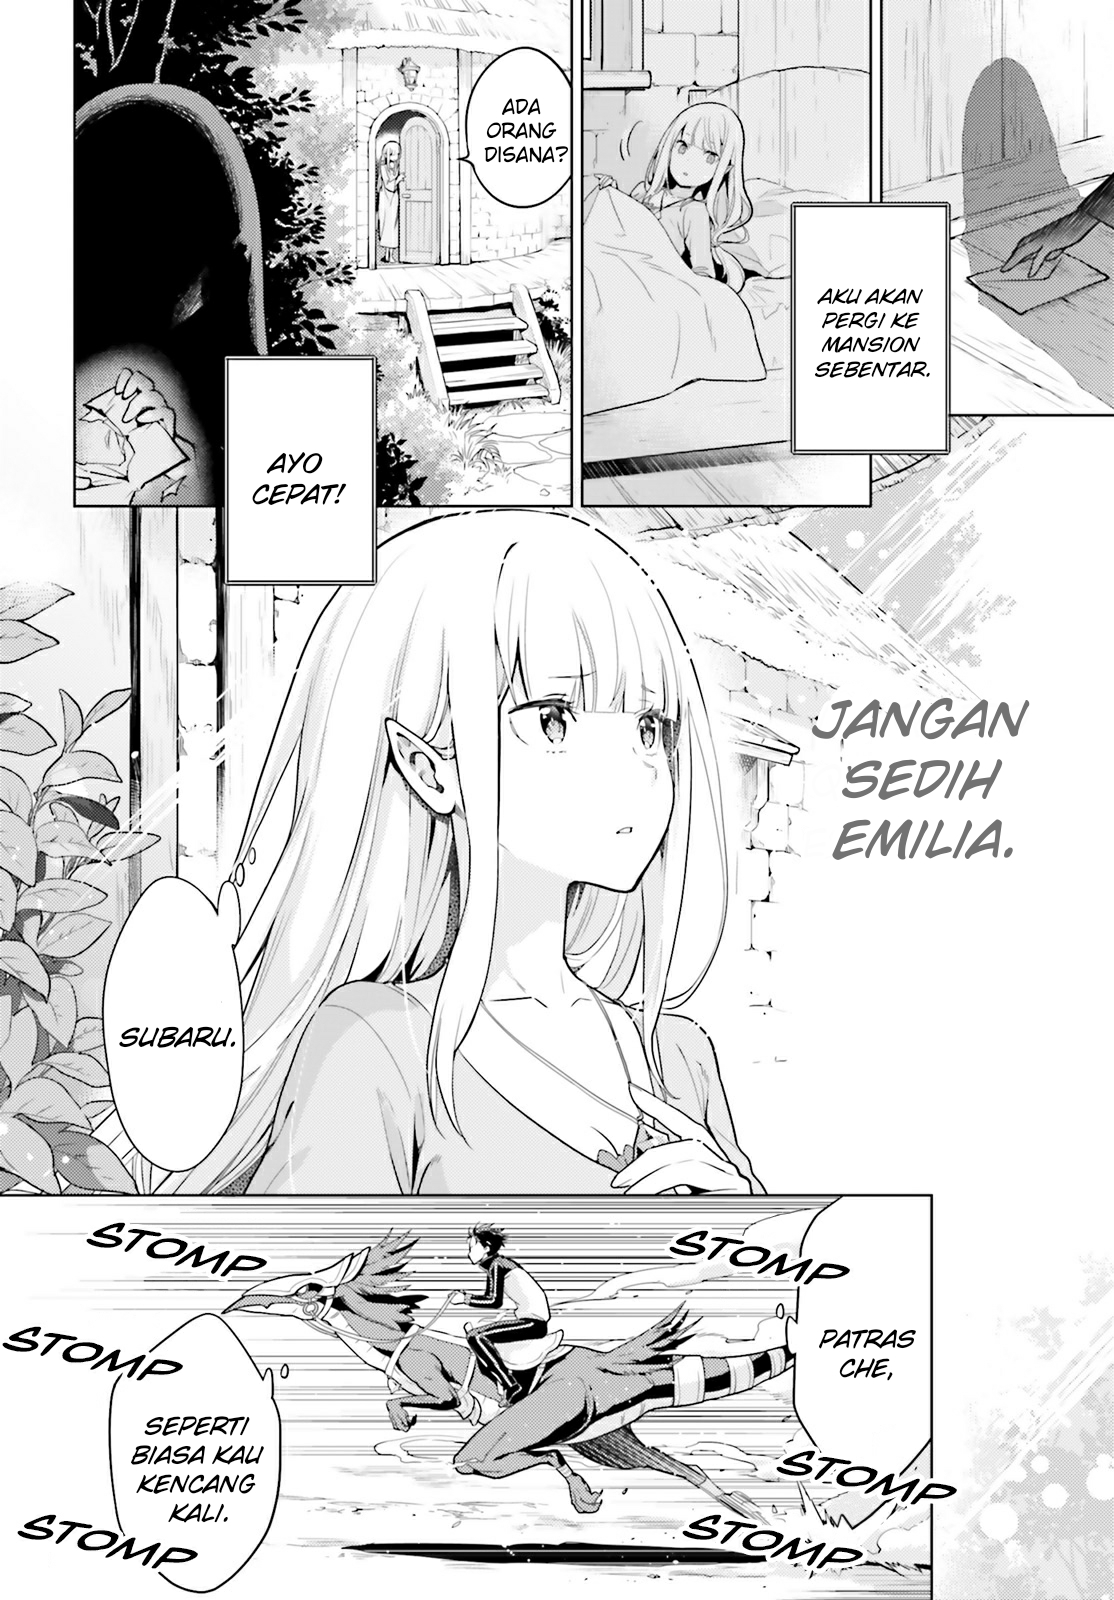 AKU AKAN
PERGI KE
MANSION
SEBENTAR.
ADA
ORANG
DISANA?
AYO
CEPAT!
JANGAN
SEDIH
EMILIA.
SUBARU.
PATRAS
CHE,
STOMP
STOMP
STOMP
STOMP
STOMP
STOMP
SEPERTI
BIASA KAU
KENCANG
KALI.